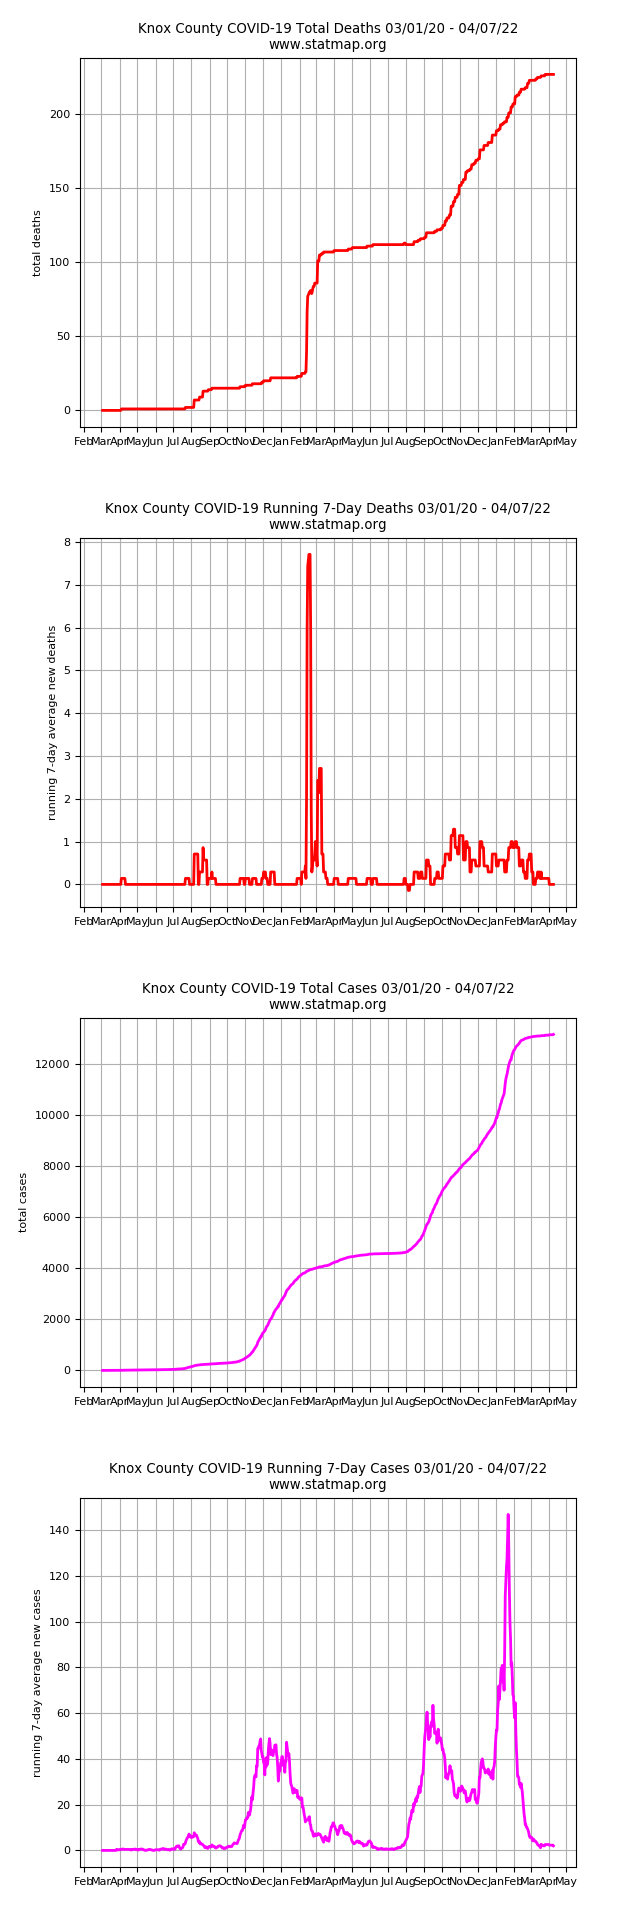 Knox County COVID-19 Total Deaths 03/01/20 - 04/07/22
www.statmap.org
200
150
100
50
0
total deaths
Feb Mar Apr May Jun Jul Aug Sep Oct Nov Dec Jan Feb Mar Apr May Jun Jul Aug Sep Oct Nov Dec Jan Feb Mar Apr May
Knox County COVID-19 Running 7-Day Deaths 03/01/20 - 04/07/22
www.statmap.org
8
7
6
5
4
3
2
1
0
running 7-day average new deaths
Feb Mar Apr May Jun Jul Aug Sep Oct Nov Dec Jan Feb Mar Apr May Jun Jul Aug Sep Oct Nov Dec Jan Feb Mar Apr May
Knox County COVID-19 Total Cases 03/01/20 - 04/07/22
www.statmap.org
12000
10000
8000
6000
4000
2000
0
total cases
Feb Mar Apr May Jun Jul Aug Sep Oct Nov Dec Jan Feb Mar Apr May Jun Jul Aug Sep Oct Nov Dec Jan Feb Mar Apr May
Knox County COVID-19 Running 7-Day Cases 03/01/20 - 04/07/22
www.statmap.org
140
120
100
80
60
40
20
0
running 7-day average new cases
Feb Mar Apr May Jun Jul Aug Sep Oct Nov Dec Jan Feb Mar Apr May Jun Jul Aug Sep Oct Nov Dec Jan Feb Mar Apr May